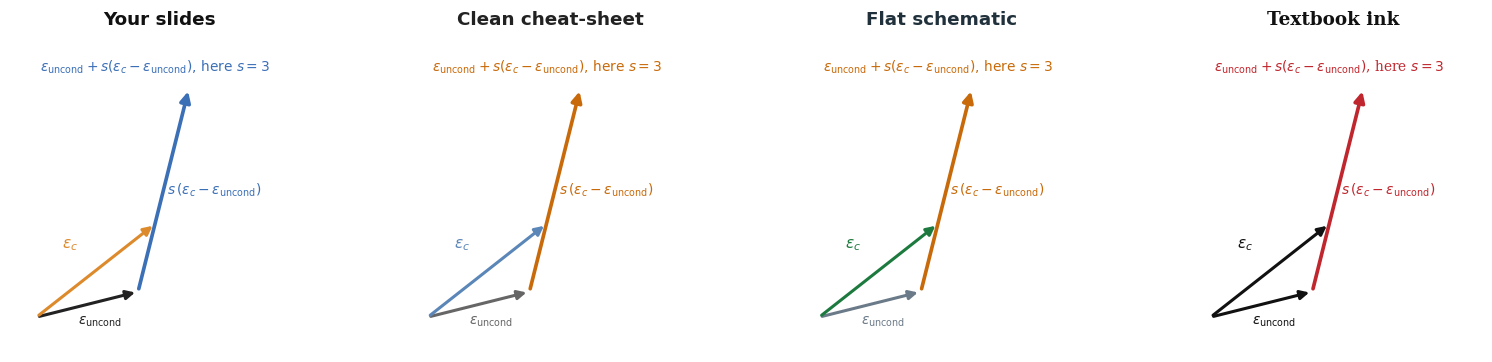 Your slides
ε_uncond + s(ε_c − ε_uncond), here s = 3
s (ε_c − ε_uncond)
ε_c
ε_uncond
Clean cheat-sheet
ε_uncond + s(ε_c − ε_uncond), here s = 3
s (ε_c − ε_uncond)
ε_c
ε_uncond
Flat schematic
ε_uncond + s(ε_c − ε_uncond), here s = 3
s (ε_c − ε_uncond)
ε_c
ε_uncond
Textbook ink
ε_uncond + s(ε_c − ε_uncond), here s = 3
s (ε_c − ε_uncond)
ε_c
ε_uncond